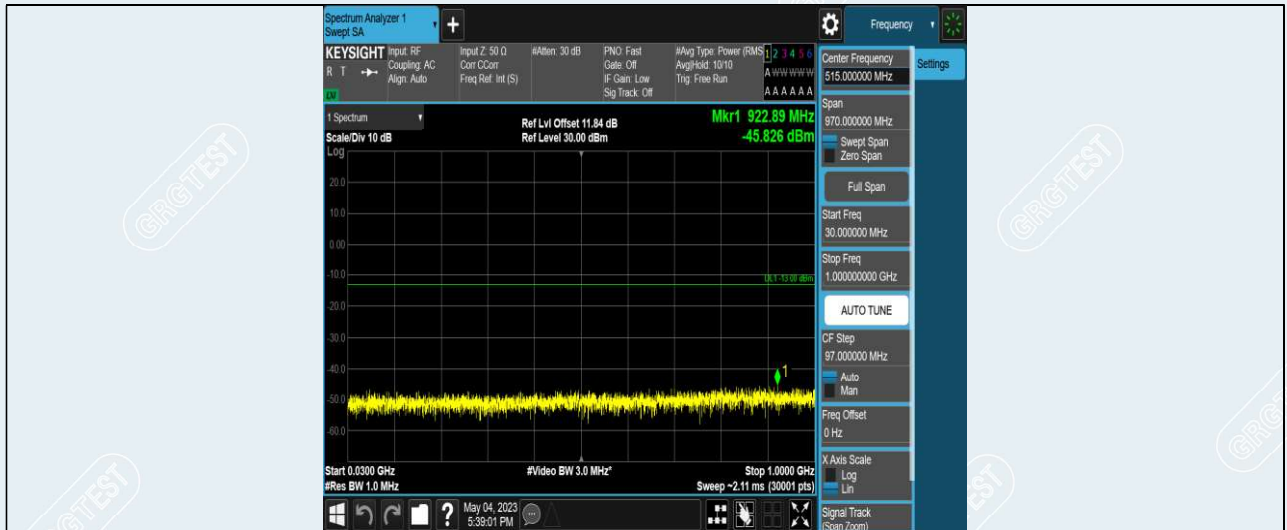 Spectrum Analyzer 1
Swept SA
+
Frequency
KEYSIGHT
R T
Input: RF
Coupling: AC
Align: Auto
Input Z: 50 Ω
Corr CCorr
Freq Ref: Int (S)
#Atten: 30 dB
PNO: Fast
Gate: Off
IF Gain: Low
Sig Track: Off
#Avg Type: Power (RMS
Avg|Hold: 10/10
Trig: Free Run
1 2 3 4 5 6
A W W W W W
A A A A A A
1 Spectrum
Scale/Div 10 dB
Log
Ref Lvl Offset 11.84 dB
Ref Level 30.00 dBm
Mkr1 922.89 MHz
-45.826 dBm
20.0
10.0
0.00
-10.0
DL1 -13.00 dBm
-20.0
-30.0
-40.0
1
-50.0
-60.0
Start 0.0300 GHz
#Res BW 1.0 MHz
#Video BW 3.0 MHz*
Stop 1.0000 GHz
Sweep ~2.11 ms (30001 pts)
?
May 04, 2023
5:39:01 PM
Center Frequency
515.000000 MHz
Settings
Span
970.000000 MHz
Swept Span
Zero Span
Full Span
Start Freq
30.000000 MHz
Stop Freq
1.000000000 GHz
AUTO TUNE
CF Step
97.000000 MHz
Auto
Man
Freq Offset
0 Hz
X Axis Scale
Log
Lin
Signal Track
(Span Zoom)
GRGTEST
GRGTEST
GRGTEST
GRGTEST